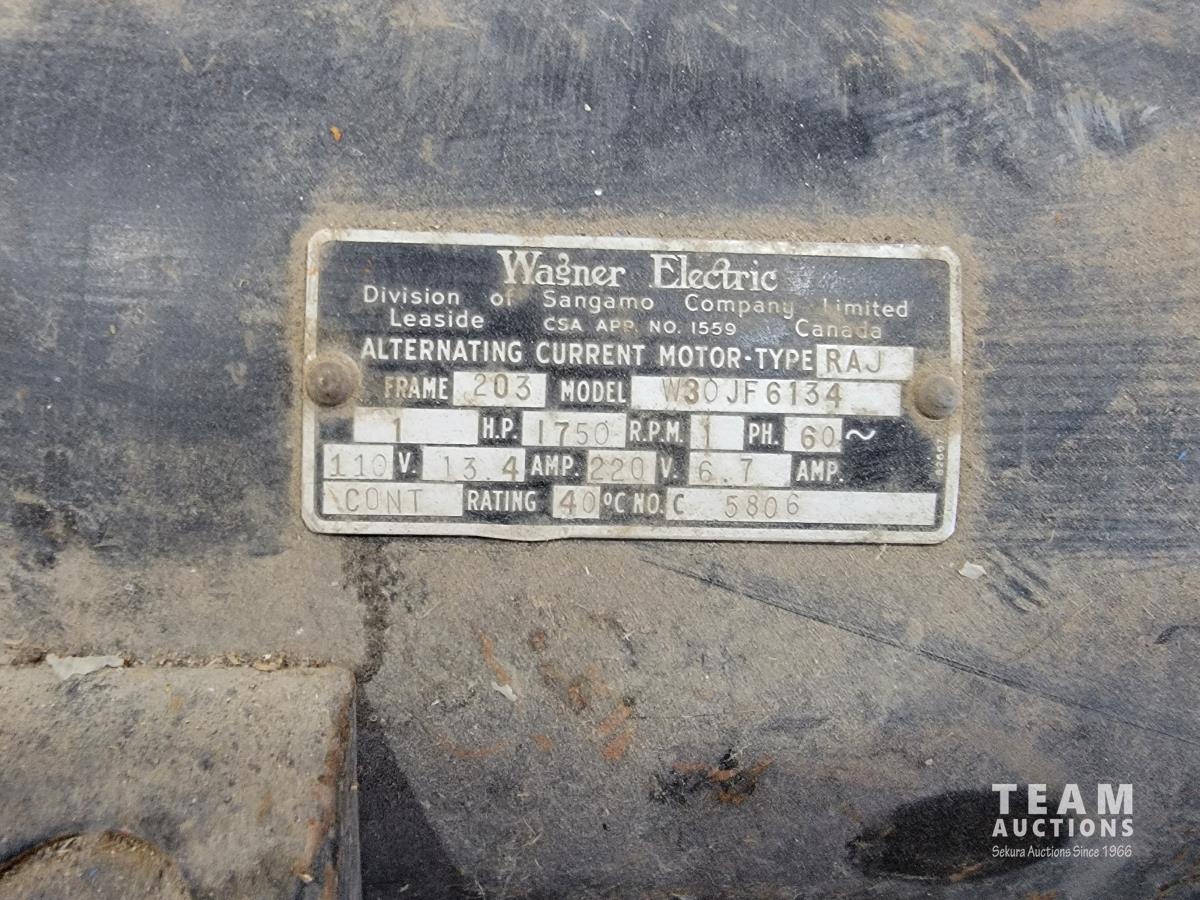 Wagner Electric
Division of Sangamo Company Limited
Leaside CSA APP. NO. 1559 Canada
ALTERNATING CURRENT MOTOR-TYPE RAJ
FRAME 203 MODEL W30JF6134
1 H.P. 1750 R.P.M. 1 PH. 60~
110 V. 13.4 AMP. 220 V. 6.7 AMP.
CONT RATING 40 °C NO. C 5806
82667
TEAM
AUCTIONS
Sekura Auctions Since 1966